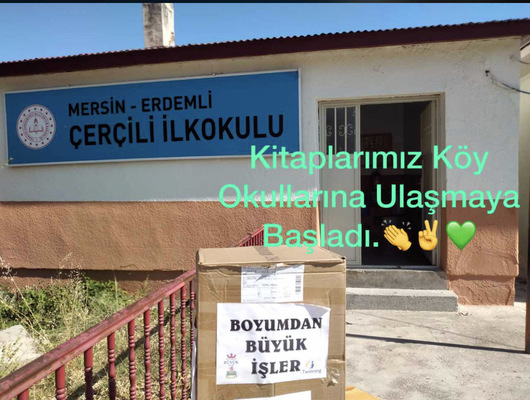 MERSİN - ERDEMLİ
ÇERÇİLİ İLKOKULU
Kitaplarımız Köy
Okullarına Ulaşmaya
Başladı.👏✌💚
BOYUMDAN
BÜYÜK
İŞLER